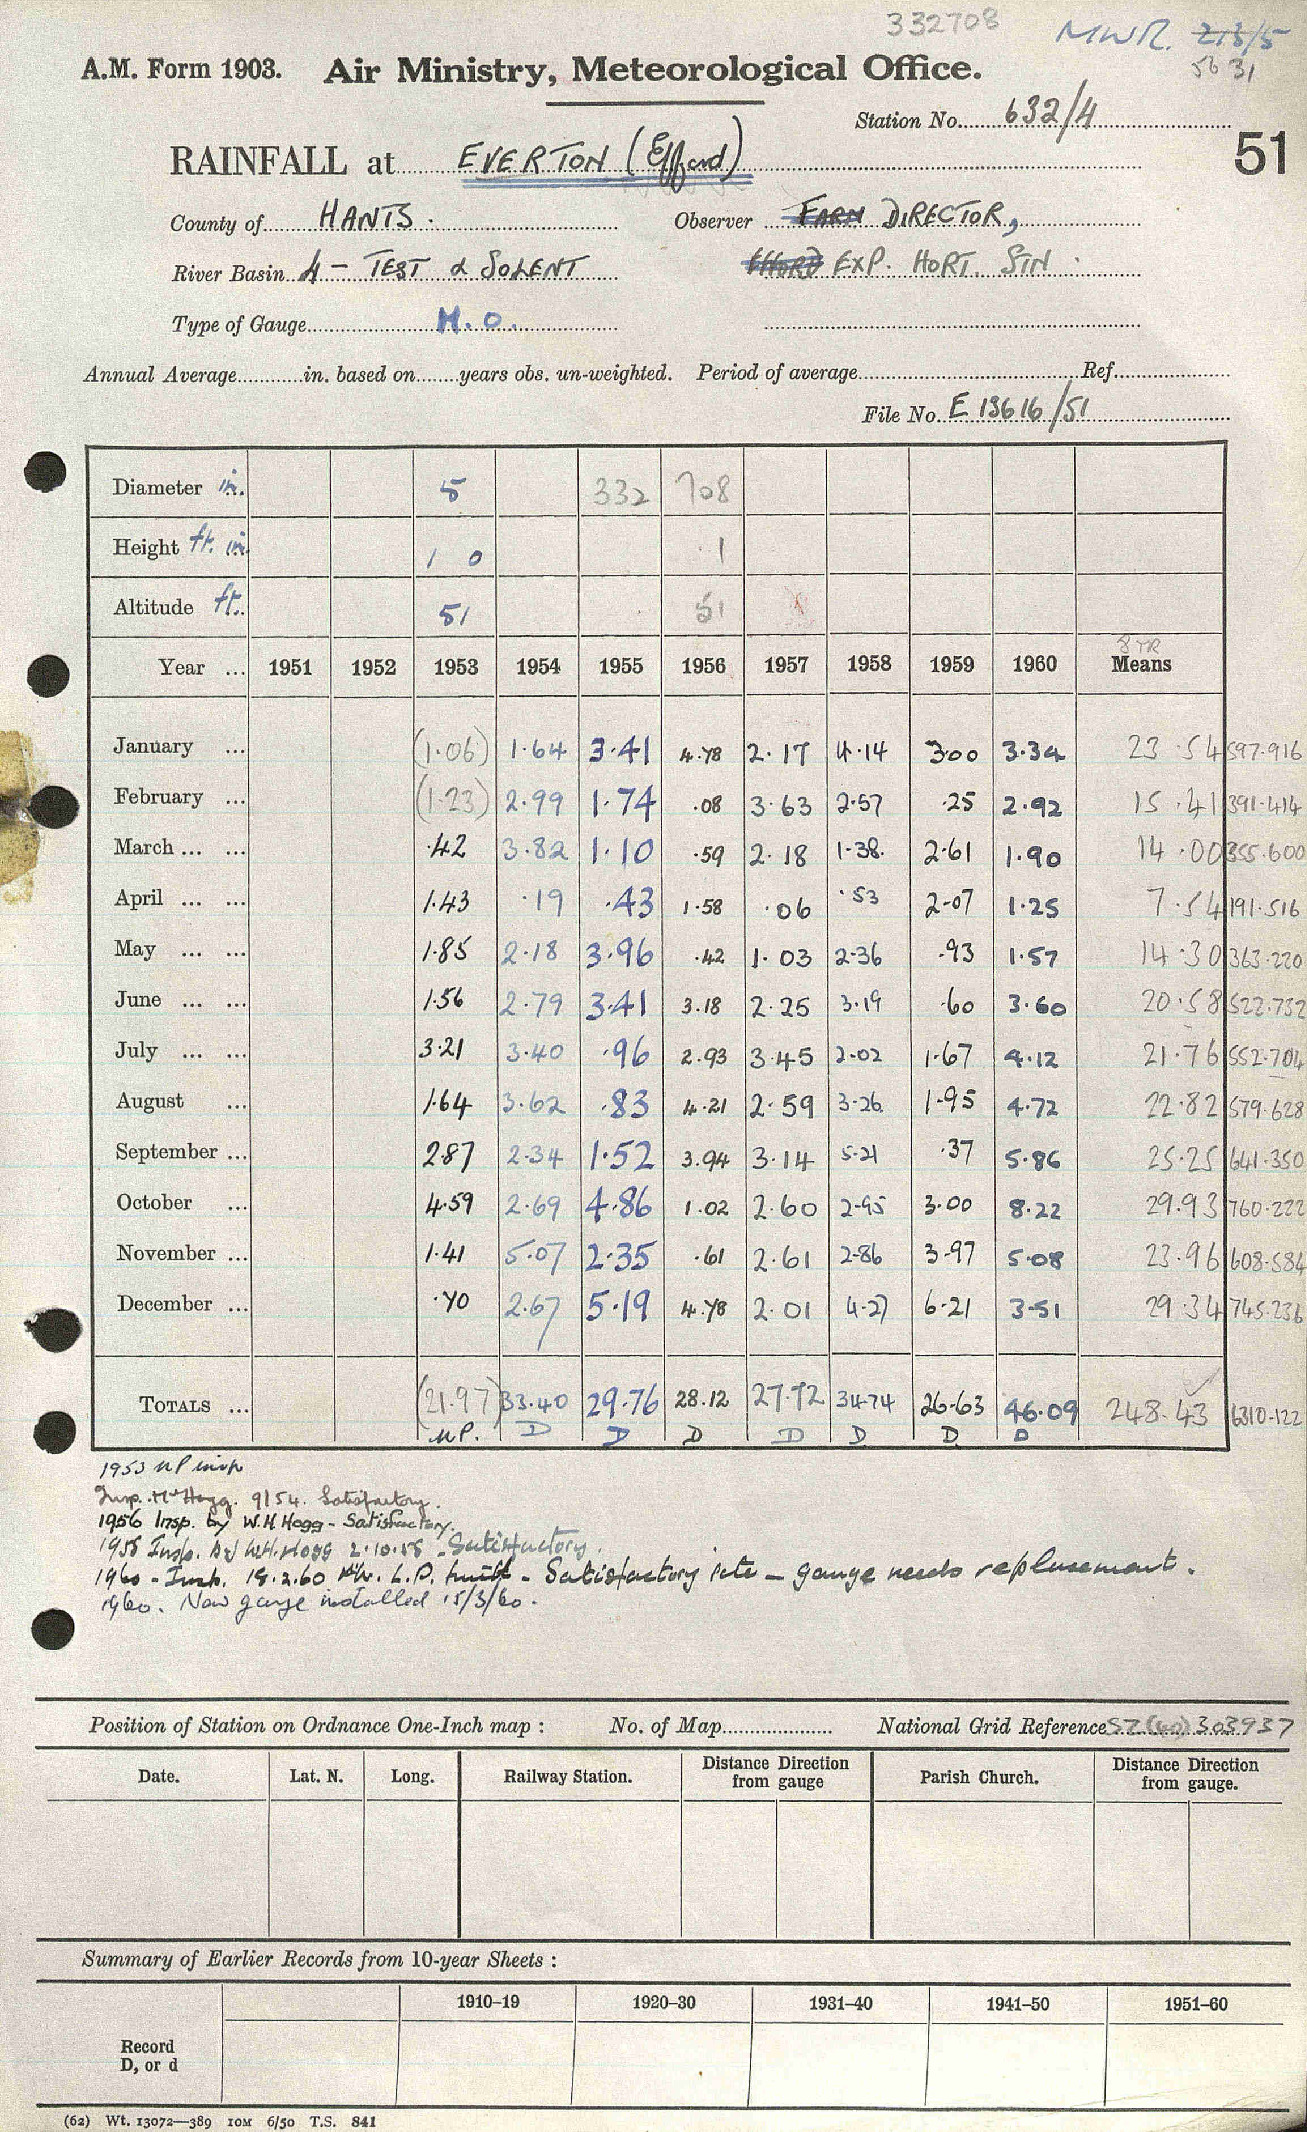 332708 MWR. 213/5
56 31
A.M. Form 1903. Air Ministry, Meteorological Office.
Station No. 632/4
51
RAINFALL at EVERTON (Efford)
County of HANTS. Observer FARM DIRECTOR,
River Basin 4 - TEST & SOLENT EXP. HORT. STN.
Type of Gauge M.O.
Annual Average in. based on years obs. un-weighted. Period of average Ref.
File No. E 13616/51
Diameter in. 5 332 708
Height ft. in. 1 0 1
Altitude ft. 51 51
8 YR
Year ... 1951 1952 1953 1954 1955 1956 1957 1958 1959 1960 Means
January ... (1.06) 1.64 3.41 4.78 2.17 4.14 3.00 3.34 23.54 597.916
February ... (1.23) 2.99 1.74 .08 3.63 2.57 .25 2.92 15.41 391.414
March ... ... .42 3.82 1.10 .59 2.18 1.38 2.61 1.90 14.00 355.600
April ... ... 1.43 .19 .43 1.58 .06 .53 2.07 1.25 7.54 191.516
May ... ... 1.85 2.18 3.96 .42 1.03 2.36 .93 1.57 14.30 363.220
June ... ... 1.56 2.79 3.41 3.18 2.25 3.19 .60 3.60 20.58 522.732
July ... ... 3.21 3.40 .96 2.93 3.45 2.02 1.67 4.12 21.76 552.704
August ... 1.64 3.62 .83 4.21 2.59 3.26 1.95 4.72 22.82 579.628
September ... 2.87 2.34 1.52 3.94 3.14 5.21 .37 5.86 25.25 641.350
October ... 4.59 2.69 4.86 1.02 2.60 2.95 3.00 8.22 29.93 760.222
November ... 1.41 5.07 2.35 .61 2.61 2.86 3.97 5.08 23.96 608.584
December ... .70 2.67 5.19 4.78 2.01 4.27 6.21 3.51 29.34 745.236
TOTALS ... (21.97) 33.40 29.76 28.12 27.72 34.74 26.63 46.09 248.43 6310.122
MP. D D D D D D D
1953 MP insp
Insp. Mr Hogg. 9/54. Satisfactory.
1956 Insp. by W.H. Hogg - Satisfactory.
1958 Insp. by W.H. Hogg 2.10.58 - Satisfactory.
1960 - Insp. 18.2.60 Mr. L.P. Smith - Satisfactory site - gauge needs replacement.
1960. New gauge installed 15/3/60.
Position of Station on Ordnance One-Inch map : No. of Map National Grid Reference SZ (40) 303937
Date. Lat. N. Long. Railway Station. Distance from gauge Direction Parish Church. Distance Direction from gauge.
Summary of Earlier Records from 10-year Sheets :
1910-19 1920-30 1931-40 1941-50 1951-60
Record
D, or d
(62) Wt. 13072—389 10M 6/50 T.S. 841